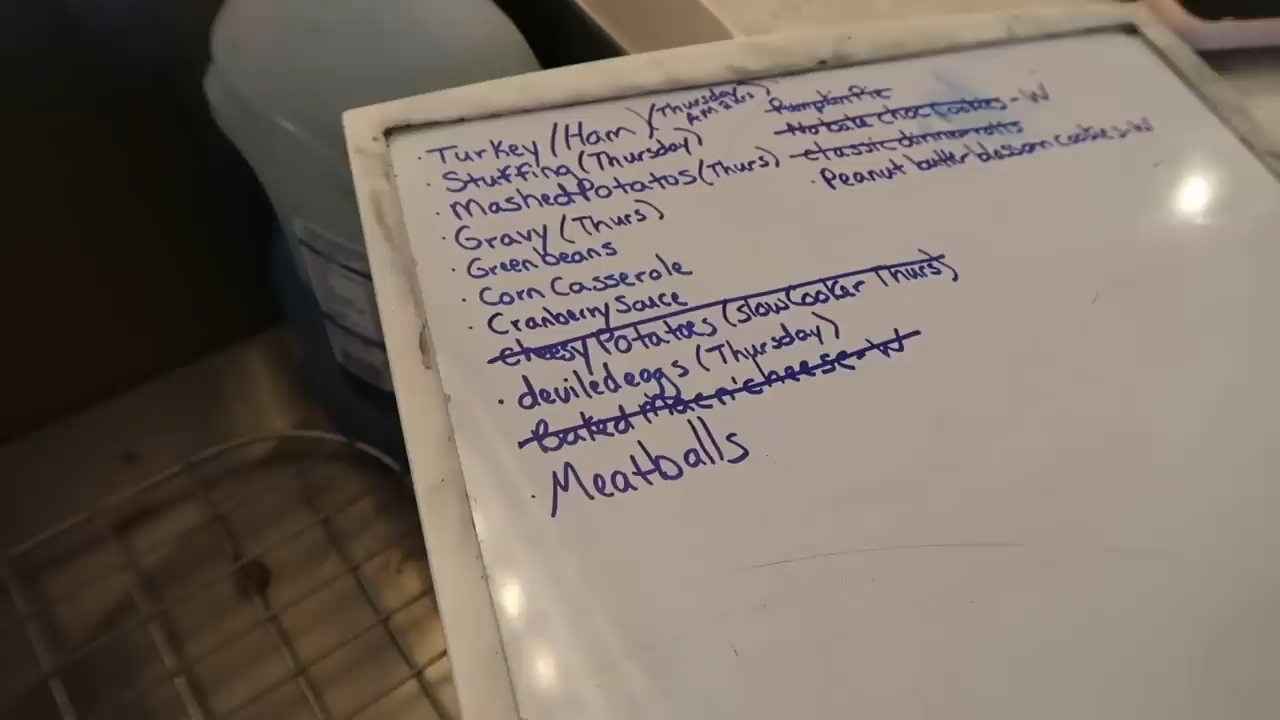 · Turkey/Ham (Thursday AM 2hrs)
· Stuffing (Thursday)
· Mashed Potatos (Thurs)
· Gravy (Thurs)
· Greenbeans
· Corn Casserole
· Cranberry Sauce
Cheesy Potatoes (Slow Cooker Thurs)
· deviled eggs (Thursday)
· Baked Mac n' cheese - W
· Meatballs
Pumpkin Pie
No bake choc Cookies - W
classic dinner rolls
· Peanut butter blossom cookies - W